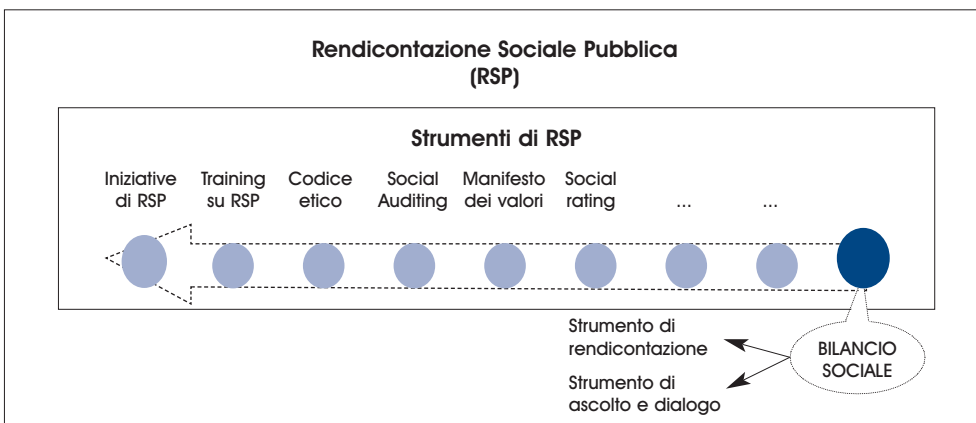 Rendicontazione Sociale Pubblica
(RSP)
Strumenti di RSP
Iniziative
di RSP
Training
su RSP
Codice
etico
Social
Auditing
Manifesto
dei valori
Social
rating
...
...
Strumento di
rendicontazione
Strumento di
ascolto e dialogo
BILANCIO
SOCIALE